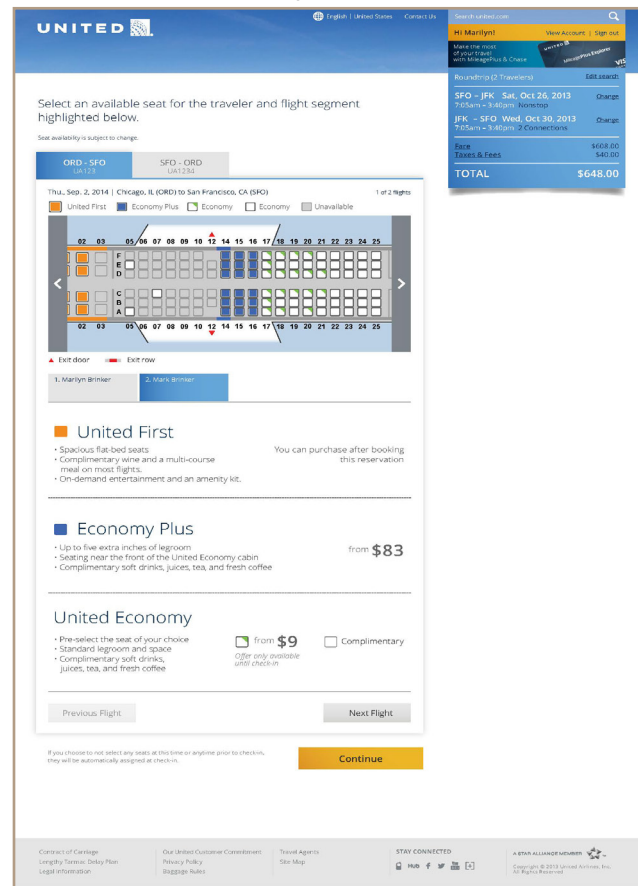 English | United States Contact Us
Search united.com
UNITED
Hi Marilyn! View Account | Sign out
Make the most
of your travel
with MileagePlus & Chase
UNITED
MileagePlus Explorer
VIS
Roundtrip (2 Travelers) Edit search
SFO – JFK Sat, Oct 26, 2013 Change
7:05am – 3:40pm Nonstop
JFK – SFO Wed, Oct 30, 2013 Change
7:05am – 3:40pm 2 Connections
Fare $608.00
Taxes & Fees $40.00
TOTAL $648.00
Select an available seat for the traveler and flight segment
highlighted below.
Seat availability is subject to change.
ORD - SFO
UA123
SFO - ORD
UA1234
Thu., Sep. 2, 2014 | Chicago, IL (ORD) to San Francisco, CA (SFO) 1 of 2 flights
United First Economy Plus Economy Economy Unavailable
02 03 05 06 07 08 09 10 12 14 15 16 17 18 19 20 21 22 23 24 25
F
E
D
C
B
A
02 03 05 06 07 08 09 10 12 14 15 16 17 18 19 20 21 22 23 24 25
Exit door Exit row
1. Marilyn Brinker 2. Mark Brinker
United First
• Spacious flat-bed seats
• Complimentary wine and a multi-course
meal on most flights.
• On-demand entertainment and an amenity kit.
You can purchase after booking
this reservation
Economy Plus
• Up to five extra inches of legroom
• Seating near the front of the United Economy cabin
• Complimentary soft drinks, juices, tea, and fresh coffee
from $83
United Economy
• Pre-select the seat of your choice
• Standard legroom and space
• Complimentary soft drinks,
juices, tea, and fresh coffee
from $9
Offer only available
until check-in
Complimentary
Previous Flight Next Flight
If you choose to not select any seats at this time or anytime prior to check-in,
they will be automatically assigned at check-in.
Continue
Contract of Carriage
Lengthy Tarmac Delay Plan
Legal Information
Our United Customer Commitment
Privacy Policy
Baggage Rules
Travel Agents
Site Map
STAY CONNECTED
Hub
A STAR ALLIANCE MEMBER
Copyright © 2013 United Airlines, Inc.
All Rights Reserved